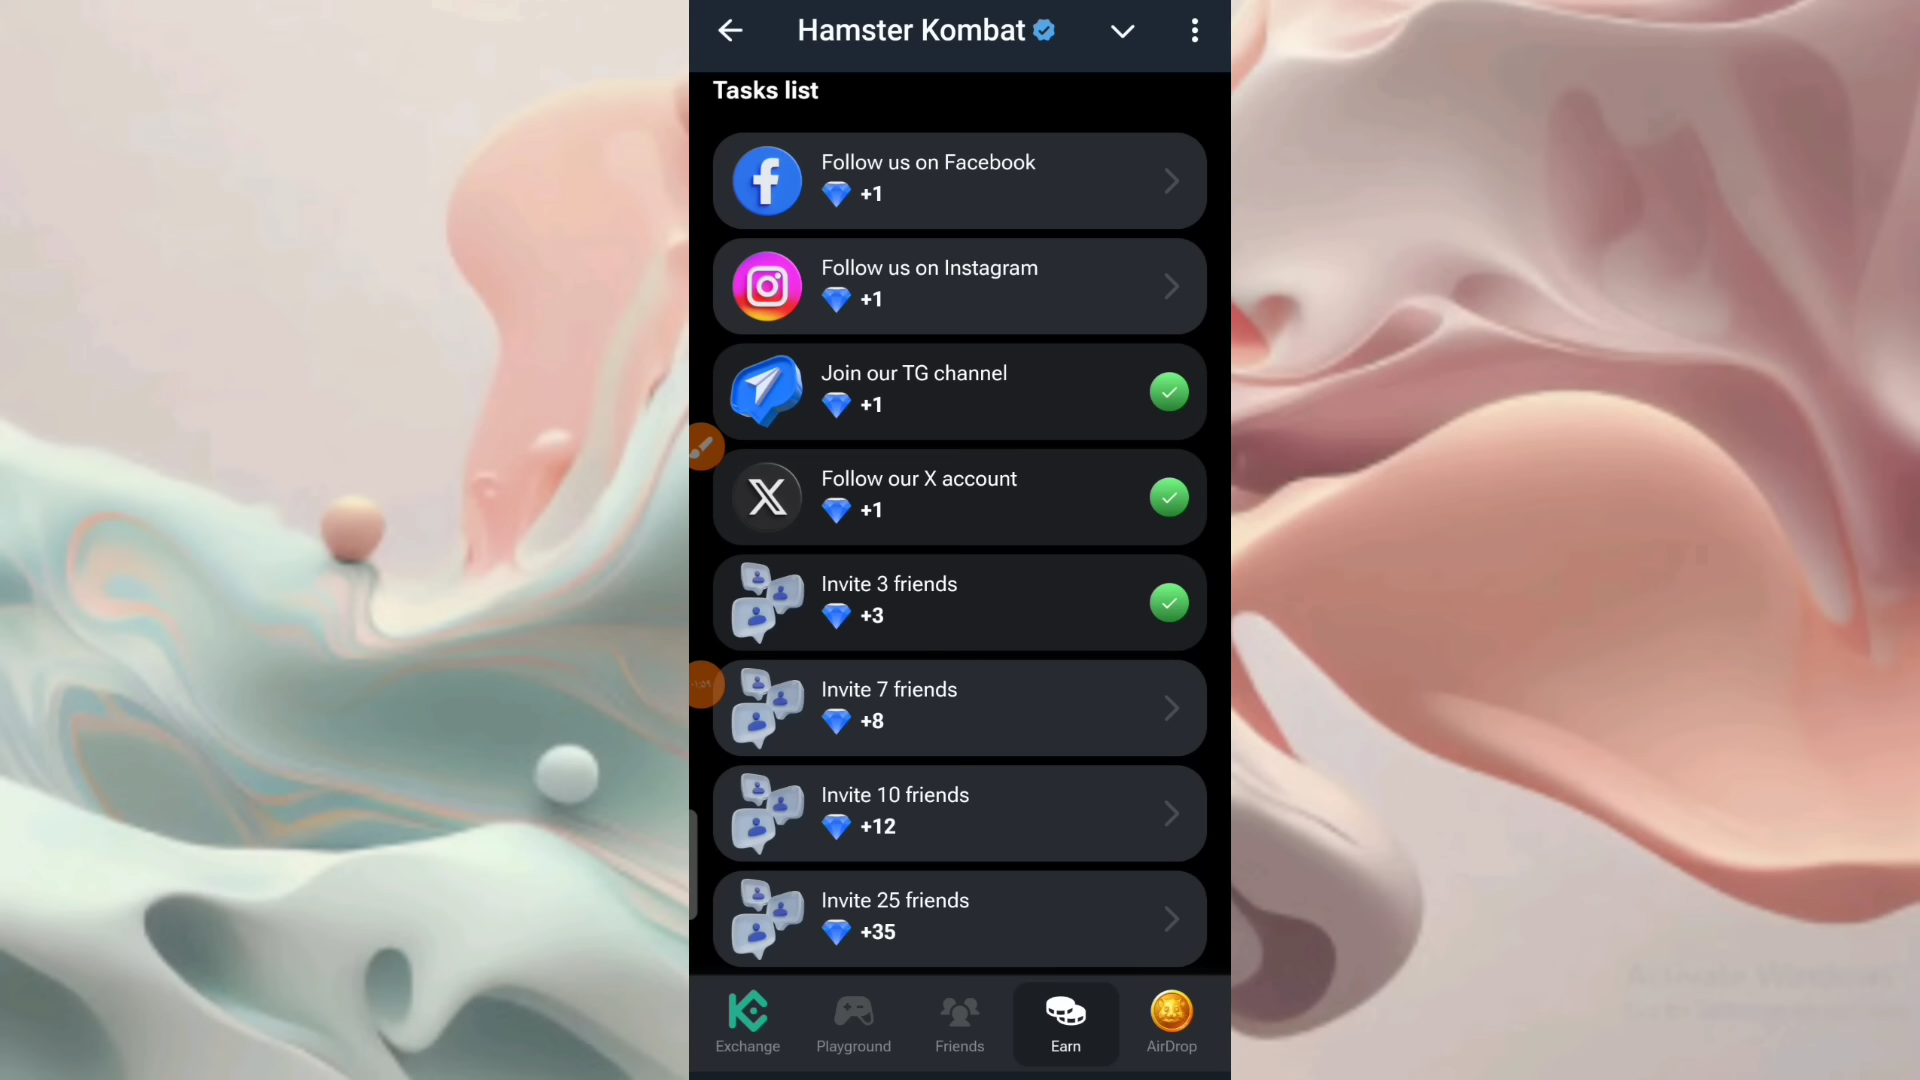 Hamster Kombat
Tasks list
Follow us on Facebook
+1
Follow us on Instagram
+1
Join our TG channel
+1
Follow our X account
+1
Invite 3 friends
+3
Invite 7 friends
+8
Invite 10 friends
+12
Invite 25 friends
+35
Exchange
Playground
Friends
Earn
AirDrop
Activate Windows